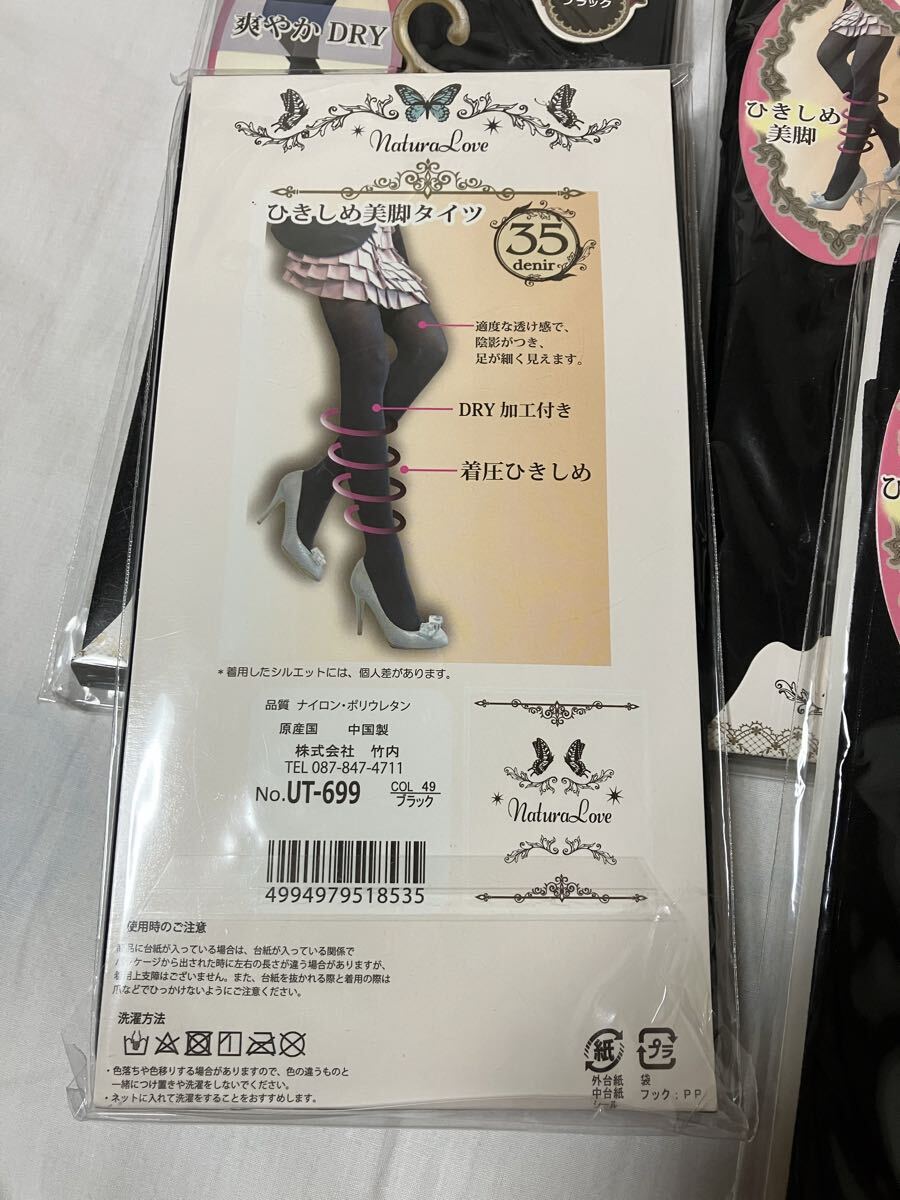 爽やか DRY
ブラック
ひきしめ
美脚
NaturaLove
ひきしめ美脚タイツ
35
denir
適度な透け感で、
陰影がつき、
足が細く見えます。
DRY 加工付き
着圧ひきしめ
＊着用したシルエットには、個人差があります。
品質 ナイロン・ポリウレタン
原産国 中国製
株式会社 竹内
TEL 087-847-4711
No.UT-699 COL 49
ブラック
NaturaLove
4994979518535
使用時のご注意
商品に台紙が入っている場合は、台紙が入っている関係で
パッケージから出された時に左右の長さが違う場合がありますが、
着用上支障はございません。また、台紙を抜かれる際と着用の際は
爪などでひっかけないようにご注意ください。
洗濯方法
・色落ちや色移りする場合がありますので、色の違うものと
一緒につけ置きや洗濯をしないでください。
・ネットに入れて洗濯をすることをおすすめします。
紙
外台紙
中台紙
シール
プラ
袋
フック：PP
ひ